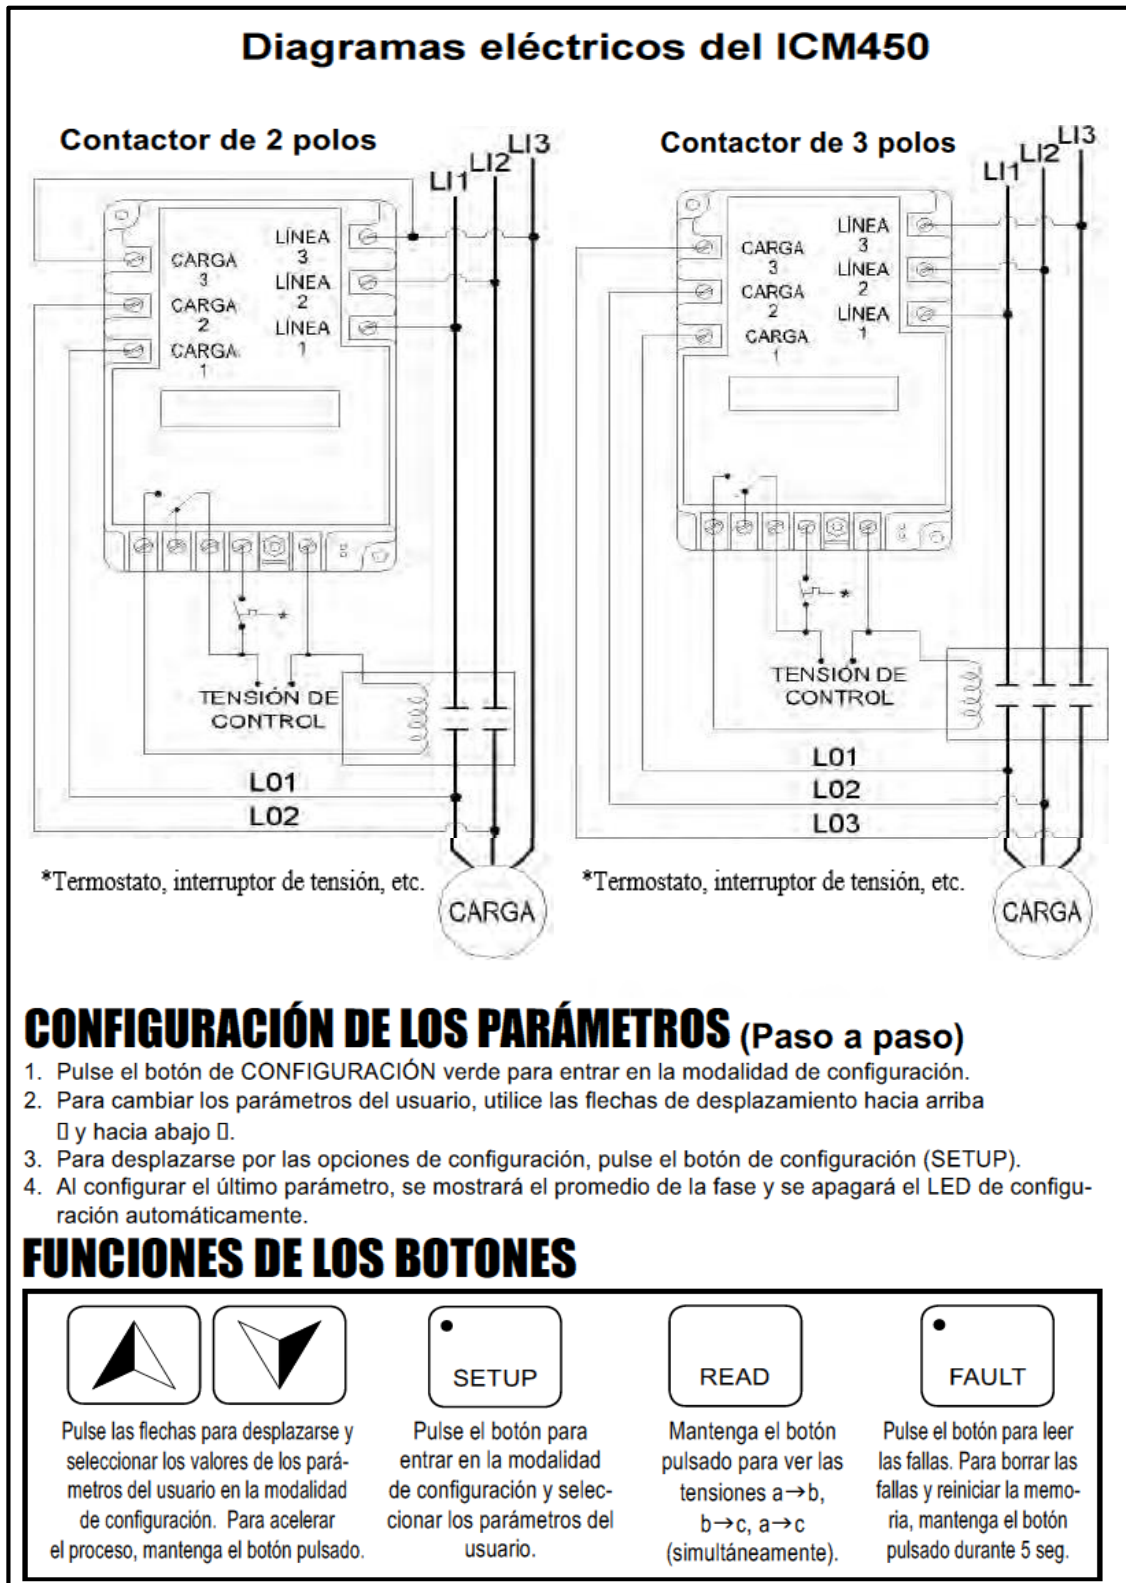 Diagramas eléctricos del ICM450
Contactor de 2 polos
LI1
LI2
LI3
LÍNEA
3
LÍNEA
2
LÍNEA
1
CARGA
3
CARGA
2
CARGA
1
*
TENSIÓN DE
CONTROL
L01
L02
*Termostato, interruptor de tensión, etc.
CARGA
Contactor de 3 polos
LI1
LI2
LI3
LÍNEA
3
LÍNEA
2
LÍNEA
1
CARGA
3
CARGA
2
CARGA
1
*
TENSIÓN DE
CONTROL
L01
L02
L03
*Termostato, interruptor de tensión, etc.
CARGA
CONFIGURACIÓN DE LOS PARÁMETROS (Paso a paso)
1. Pulse el botón de CONFIGURACIÓN verde para entrar en la modalidad de configuración.
2. Para cambiar los parámetros del usuario, utilice las flechas de desplazamiento hacia arriba
▯ y hacia abajo ▯.
3. Para desplazarse por las opciones de configuración, pulse el botón de configuración (SETUP).
4. Al configurar el último parámetro, se mostrará el promedio de la fase y se apagará el LED de configu-
ración automáticamente.
FUNCIONES DE LOS BOTONES
Pulse las flechas para desplazarse y
seleccionar los valores de los pará-
metros del usuario en la modalidad
de configuración. Para acelerar
el proceso, mantenga el botón pulsado.
SETUP
Pulse el botón para
entrar en la modalidad
de configuración y selec-
cionar los parámetros del
usuario.
READ
Mantenga el botón
pulsado para ver las
tensiones a→b,
b→c, a→c
(simultáneamente).
FAULT
Pulse el botón para leer
las fallas. Para borrar las
fallas y reiniciar la memo-
ria, mantenga el botón
pulsado durante 5 seg.